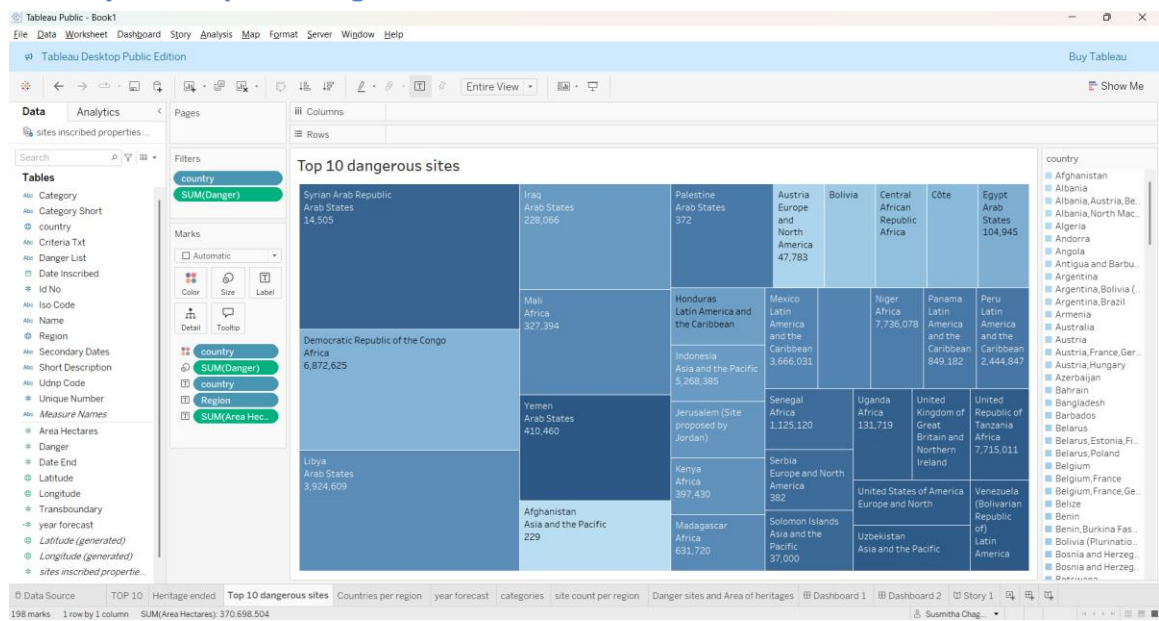 Tableau Public - Book1
File Data Worksheet Dashboard Story Analysis Map Format Server Window Help
Tableau Desktop Public Edition
Buy Tableau
Entire View
Show Me
Data
Analytics
sites inscribed properties ...
Search
Tables
Abc Category
Abc Category Short
country
Abc Criteria Txt
Abc Danger List
Date Inscribed
# Id No
Abc Iso Code
Abc Name
Region
Abc Secondary Dates
Abc Short Description
Abc Udnp Code
# Unique Number
Abc Measure Names
# Area Hectares
# Danger
# Date End
Latitude
Longitude
# Transboundary
year forecast
Latitude (generated)
Longitude (generated)
# sites inscribed propertie...
Pages
Filters
country
SUM(Danger)
Marks
Automatic
Color
Size
Label
Detail
Tooltip
country
SUM(Danger)
country
Region
SUM(Area Hec..
Columns
Rows
Top 10 dangerous sites
Syrian Arab Republic
Arab States
14,505
Democratic Republic of the Congo
Africa
6,872,625
Libya
Arab States
3,924,609
Iraq
Arab States
228,066
Mali
Africa
327,394
Yemen
Arab States
410,460
Afghanistan
Asia and the Pacific
229
Palestine
Arab States
372
Honduras
Latin America and
the Caribbean
Indonesia
Asia and the Pacific
5,268,385
Jerusalem (Site
proposed by
Jordan)
Kenya
Africa
397,430
Madagascar
Africa
631,720
Austria
Europe
and
North
America
47,783
Bolivia
Central
African
Republic
Africa
Côte
Egypt
Arab
States
104,945
Mexico
Latin
America
and the
Caribbean
3,666,031
Niger
Africa
7,736,078
Panama
Latin
America
and the
Caribbean
849,182
Peru
Latin
America
and the
Caribbean
2,444,847
Senegal
Africa
1,125,120
Serbia
Europe and North
America
382
Solomon Islands
Asia and the
Pacific
37,000
Uganda
Africa
131,719
United
Kingdom of
Great
Britain and
Northern
Ireland
United
Republic of
Tanzania
Africa
7,715,011
United States of America
Europe and North
Uzbekistan
Asia and the Pacific
Venezuela
(Bolivarian
Republic
of)
Latin
America
country
Afghanistan
Albania
Albania,Austria,Be..
Albania,North Mac..
Algeria
Andorra
Angola
Antigua and Barbu..
Argentina
Argentina,Bolivia (..
Argentina,Brazil
Armenia
Australia
Austria
Austria,France,Ger..
Austria,Hungary
Azerbaijan
Bahrain
Bangladesh
Barbados
Belarus
Belarus,Estonia,Fi..
Belarus,Poland
Belgium
Belgium,France
Belgium,France,Ge..
Belize
Benin
Benin,Burkina Fas..
Bolivia (Plurinatio..
Bosnia and Herzeg..
Bosnia and Herzeg..
Data Source
TOP 10
Heritage ended
Top 10 dangerous sites
Countries per region
year forecast
categories
site count per region
Danger sites and Area of heritages
Dashboard 1
Dashboard 2
Story 1
198 marks
1 row by 1 column
SUM(Area Hectares): 370,698,504
Susmitha Chag...